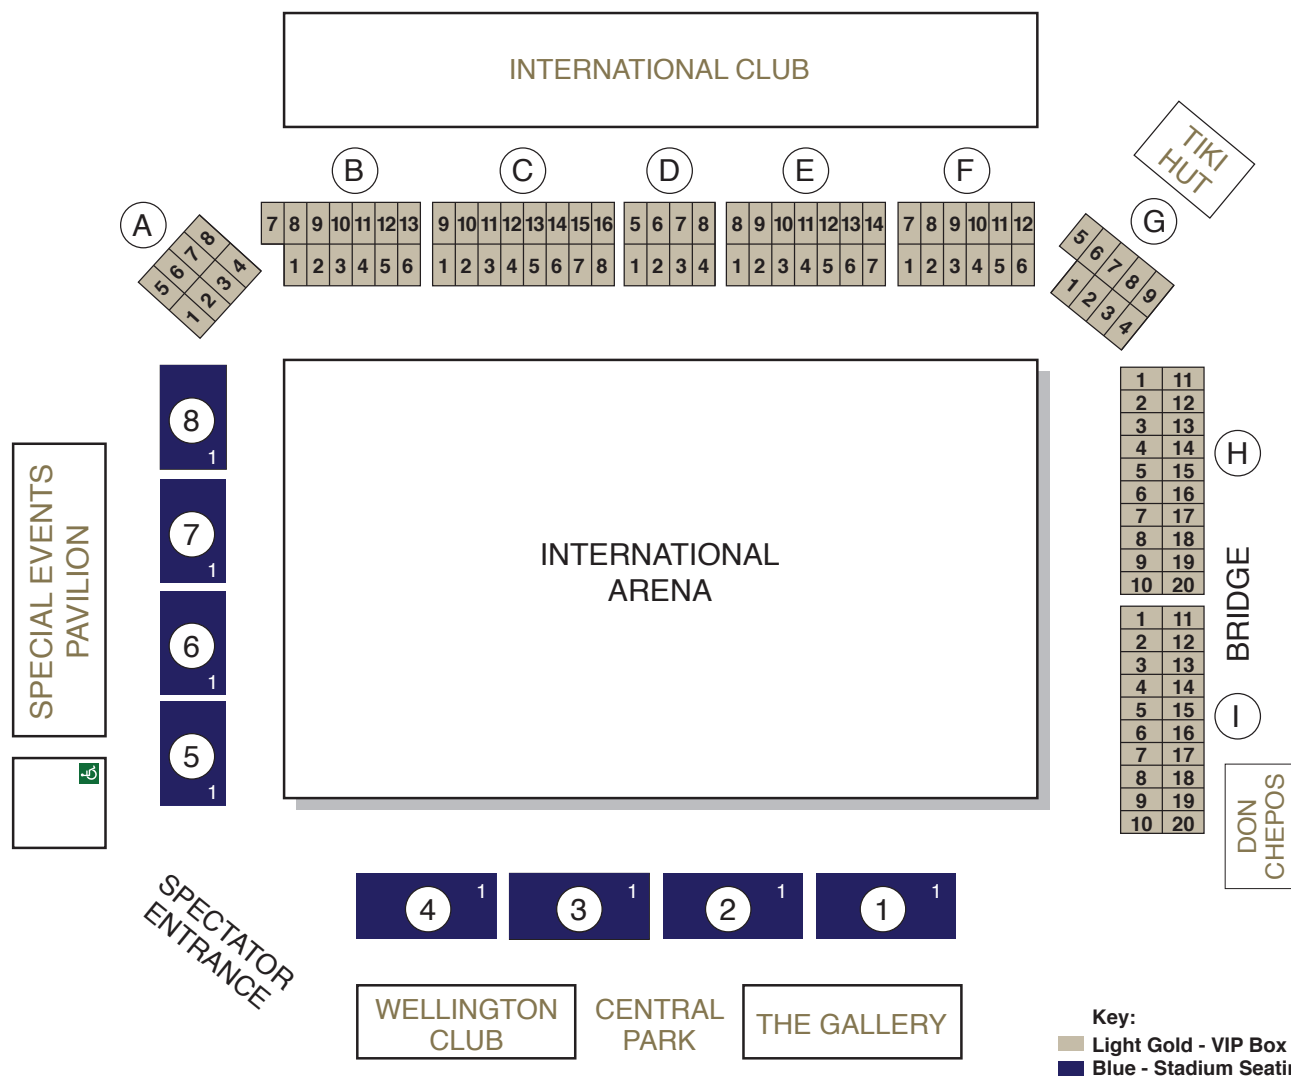 INTERNATIONAL CLUB
TIKI
HUT
A
B
C
D
E
F
G
5 6 7 8
1 2 3 4
7 8 9 10 11 12 13
1 2 3 4 5 6
9 10 11 12 13 14 15 16
1 2 3 4 5 6 7 8
5 6 7 8
1 2 3 4
8 9 10 11 12 13 14
1 2 3 4 5 6 7
7 8 9 10 11 12
1 2 3 4 5 6
5 6 7 8 9
1 2 3 4
8
1
7
1
6
1
5
1
SPECIAL EVENTS
PAVILION
INTERNATIONAL
ARENA
1 11
2 12
3 13
4 14
5 15
6 16
7 17
8 18
9 19
10 20
H
BRIDGE
1 11
2 12
3 13
4 14
5 15
6 16
7 17
8 18
9 19
10 20
I
DON
CHEPOS
SPECTATOR
ENTRANCE
4 1
3 1
2 1
1 1
WELLINGTON
CLUB
CENTRAL
PARK
THE GALLERY
Key:
Light Gold - VIP Box
Blue - Stadium Seatin